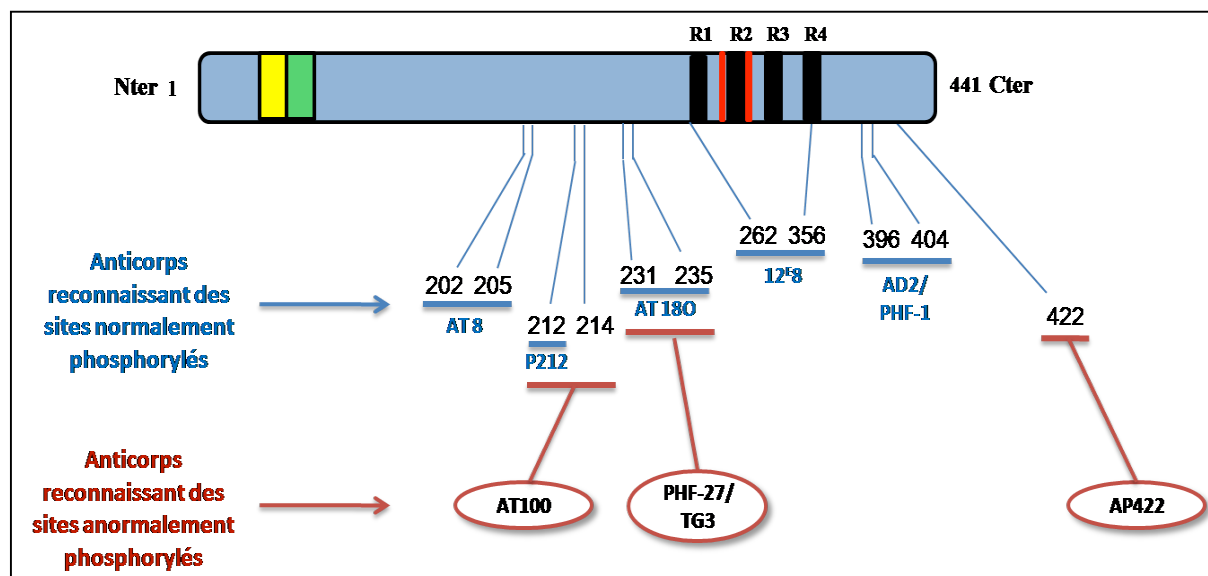 R1 R2 R3 R4
Nter 1
441 Cter
262 356
12E8
396 404
AD2/
PHF-1
Anticorps
reconnaissant des
sites normalement
phosphorylés
202 205
AT 8
231 235
AT 18O
212 214
P212
422
Anticorps
reconnaissant des
sites anormalement
phosphorylés
AT100
PHF-27/
TG3
AP422